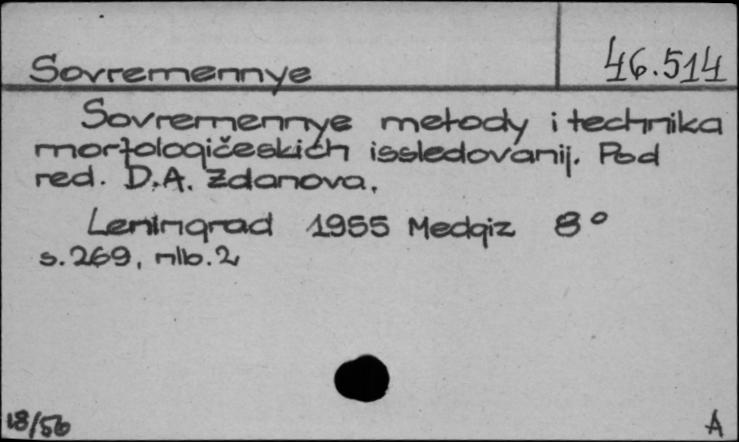 Sovremennye 46.514
Sovremennye metody i technika
morfologičeskich issledovanij. Pod
red. D.A. Zdanova.
Leningrad 1955 Medgiz 8°
s. 269, nlb. 2
18/56 A